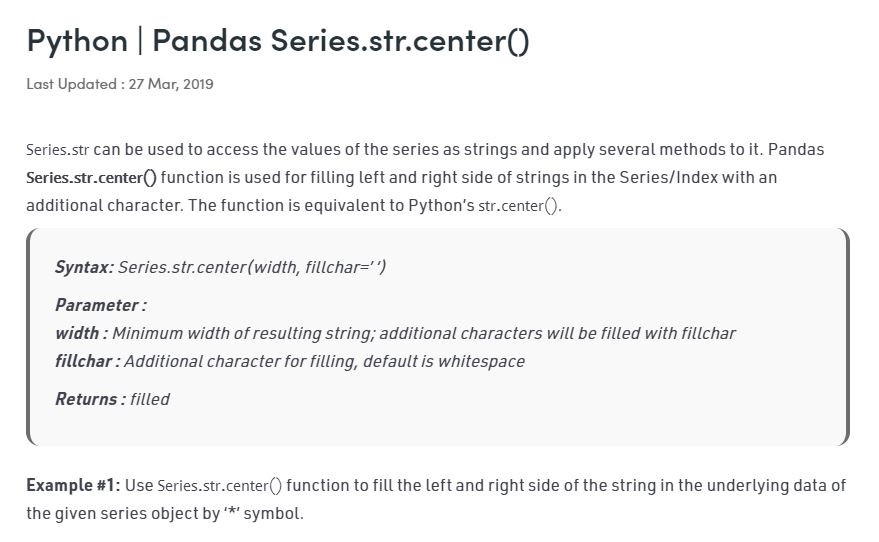 Python | Pandas Series.str.center()
Last Updated : 27 Mar, 2019
Series.str can be used to access the values of the series as strings and apply several methods to it. Pandas
Series.str.center() function is used for filling left and right side of strings in the Series/Index with an
additional character. The function is equivalent to Python’s str.center().
Syntax: Series.str.center(width, fillchar=’ ‘)
Parameter :
width : Minimum width of resulting string; additional characters will be filled with fillchar
fillchar : Additional character for filling, default is whitespace
Returns : filled
Example #1: Use Series.str.center() function to fill the left and right side of the string in the underlying data of
the given series object by ‘*’ symbol.